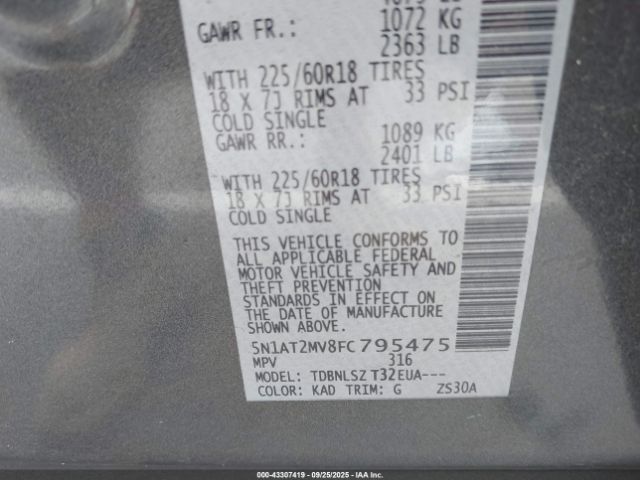 GAWR FR.: 1072 KG
2363 LB
WITH 225/60R18 TIRES
18 X 7J RIMS AT 33 PSI
COLD SINGLE
GAWR RR.: 1089 KG
2401 LB
WITH 225/60R18 TIRES
18 X 7J RIMS AT 33 PSI
COLD SINGLE
THIS VEHICLE CONFORMS TO
ALL APPLICABLE FEDERAL
MOTOR VEHICLE SAFETY AND
THEFT PREVENTION
STANDARDS IN EFFECT ON
THE DATE OF MANUFACTURE
SHOWN ABOVE.
5N1AT2MV8FC795475
MPV 316
MODEL: TDBNLSZ T32EUA---
COLOR: KAD TRIM: G ZS30A
000-43307419 - 09/25/2025 - IAA Inc.